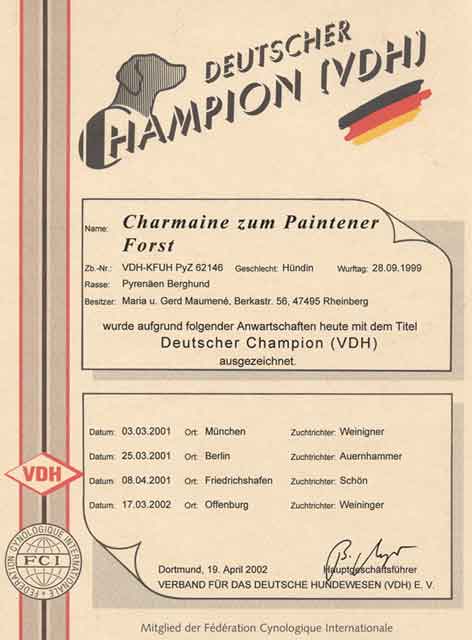 DEUTSCHER
CHAMPION (VDH)
Name: Charmaine zum Paintener
Forst
Zb.-Nr.: VDH-KFUH PyZ 62146 Geschlecht: Hündin Wurftag: 28.09.1999
Rasse: Pyrenäen Berghund
Besitzer: Maria u. Gerd Maumené, Berkastr. 56, 47495 Rheinberg
wurde aufgrund folgender Anwartschaften heute mit dem Titel
Deutscher Champion (VDH)
ausgezeichnet.
Datum: 03.03.2001 Ort: München Zuchtrichter: Weinigner
Datum: 25.03.2001 Ort: Berlin Zuchtrichter: Auernhammer
Datum: 08.04.2001 Ort: Friedrichshafen Zuchtrichter: Schön
Datum: 17.03.2002 Ort: Offenburg Zuchtrichter: Weininger
VDH
FÉDÉRATION CYNOLOGIQUE INTERNATIONALE
FCI
Dortmund, 19. April 2002 Hauptgeschäftsführer
VERBAND FÜR DAS DEUTSCHE HUNDEWESEN (VDH) E. V.
Mitglied der Fédération Cynologique Internationale